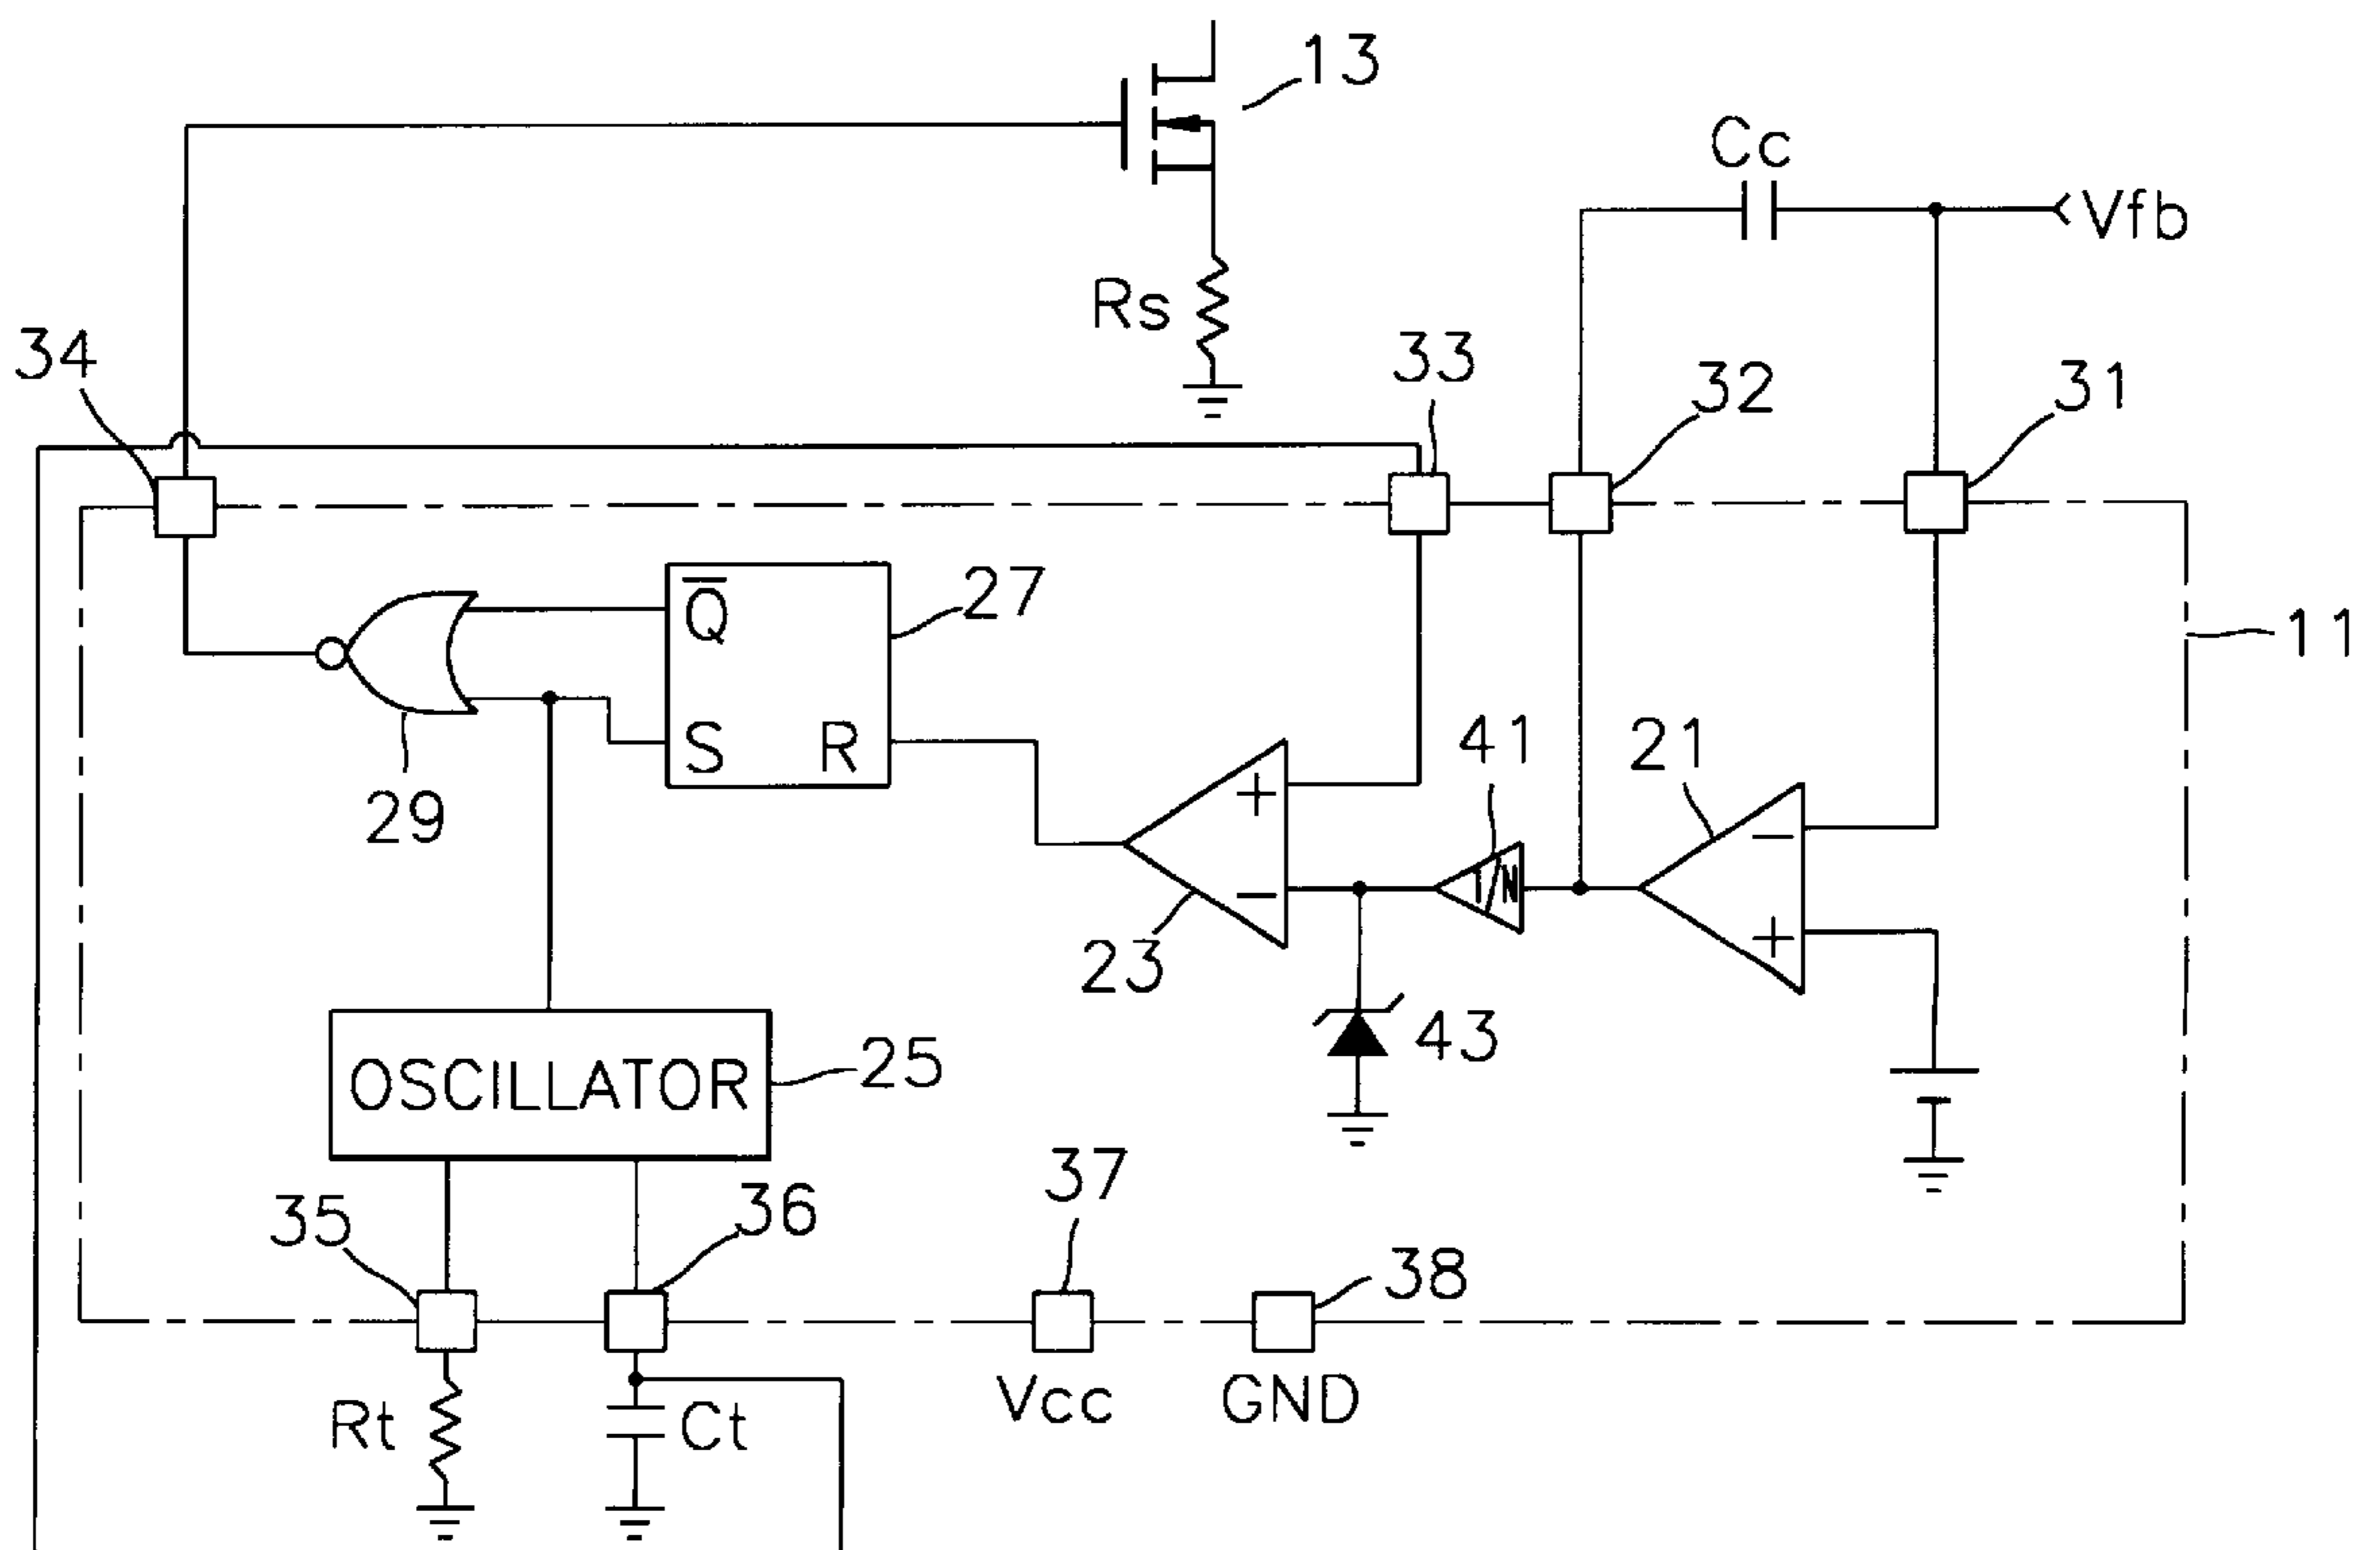 13
Cc
Vfb
Rs
34
33
32
31
Q̅
27
11
S R
41
21
29
+
−
1/N
−
+
23
43
OSCILLATOR
25
37
35
36
38
Vcc
GND
Rt
Ct